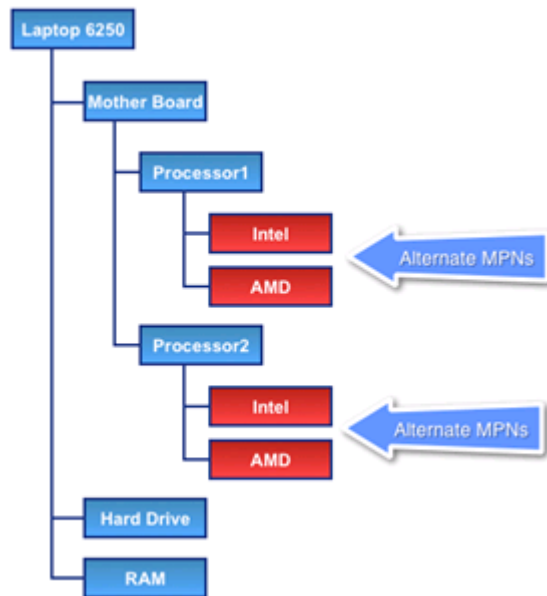 Laptop 6250
Mother Board
Processor1
Intel
Alternate MPNs
AMD
Processor2
Intel
Alternate MPNs
AMD
Hard Drive
RAM